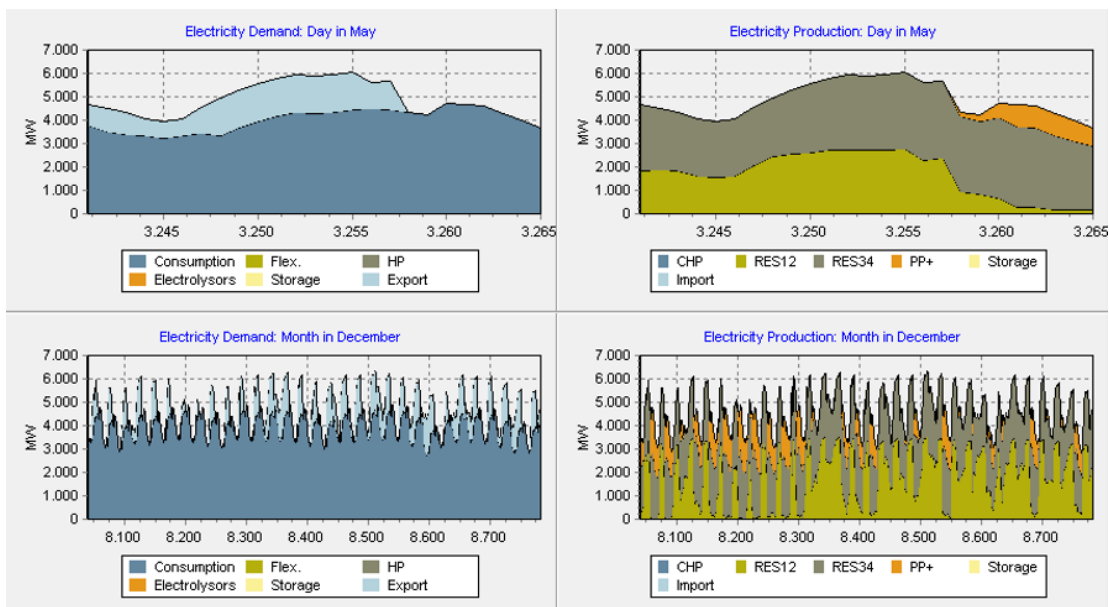 Electricity Demand: Day in May
7.000
6.000
5.000
4.000
3.000
2.000
1.000
0
MW
3.245 3.250 3.255 3.260 3.265
Consumption Flex. HP
Electrolysors Storage Export
Electricity Production: Day in May
7.000
6.000
5.000
4.000
3.000
2.000
1.000
0
MW
3.245 3.250 3.255 3.260 3.265
CHP RES12 RES34 PP+ Storage
Import
Electricity Demand: Month in December
7.000
6.000
5.000
4.000
3.000
2.000
1.000
0
MW
8.100 8.200 8.300 8.400 8.500 8.600 8.700
Consumption Flex. HP
Electrolysors Storage Export
Electricity Production: Month in December
7.000
6.000
5.000
4.000
3.000
2.000
1.000
0
MW
8.100 8.200 8.300 8.400 8.500 8.600 8.700
CHP RES12 RES34 PP+ Storage
Import